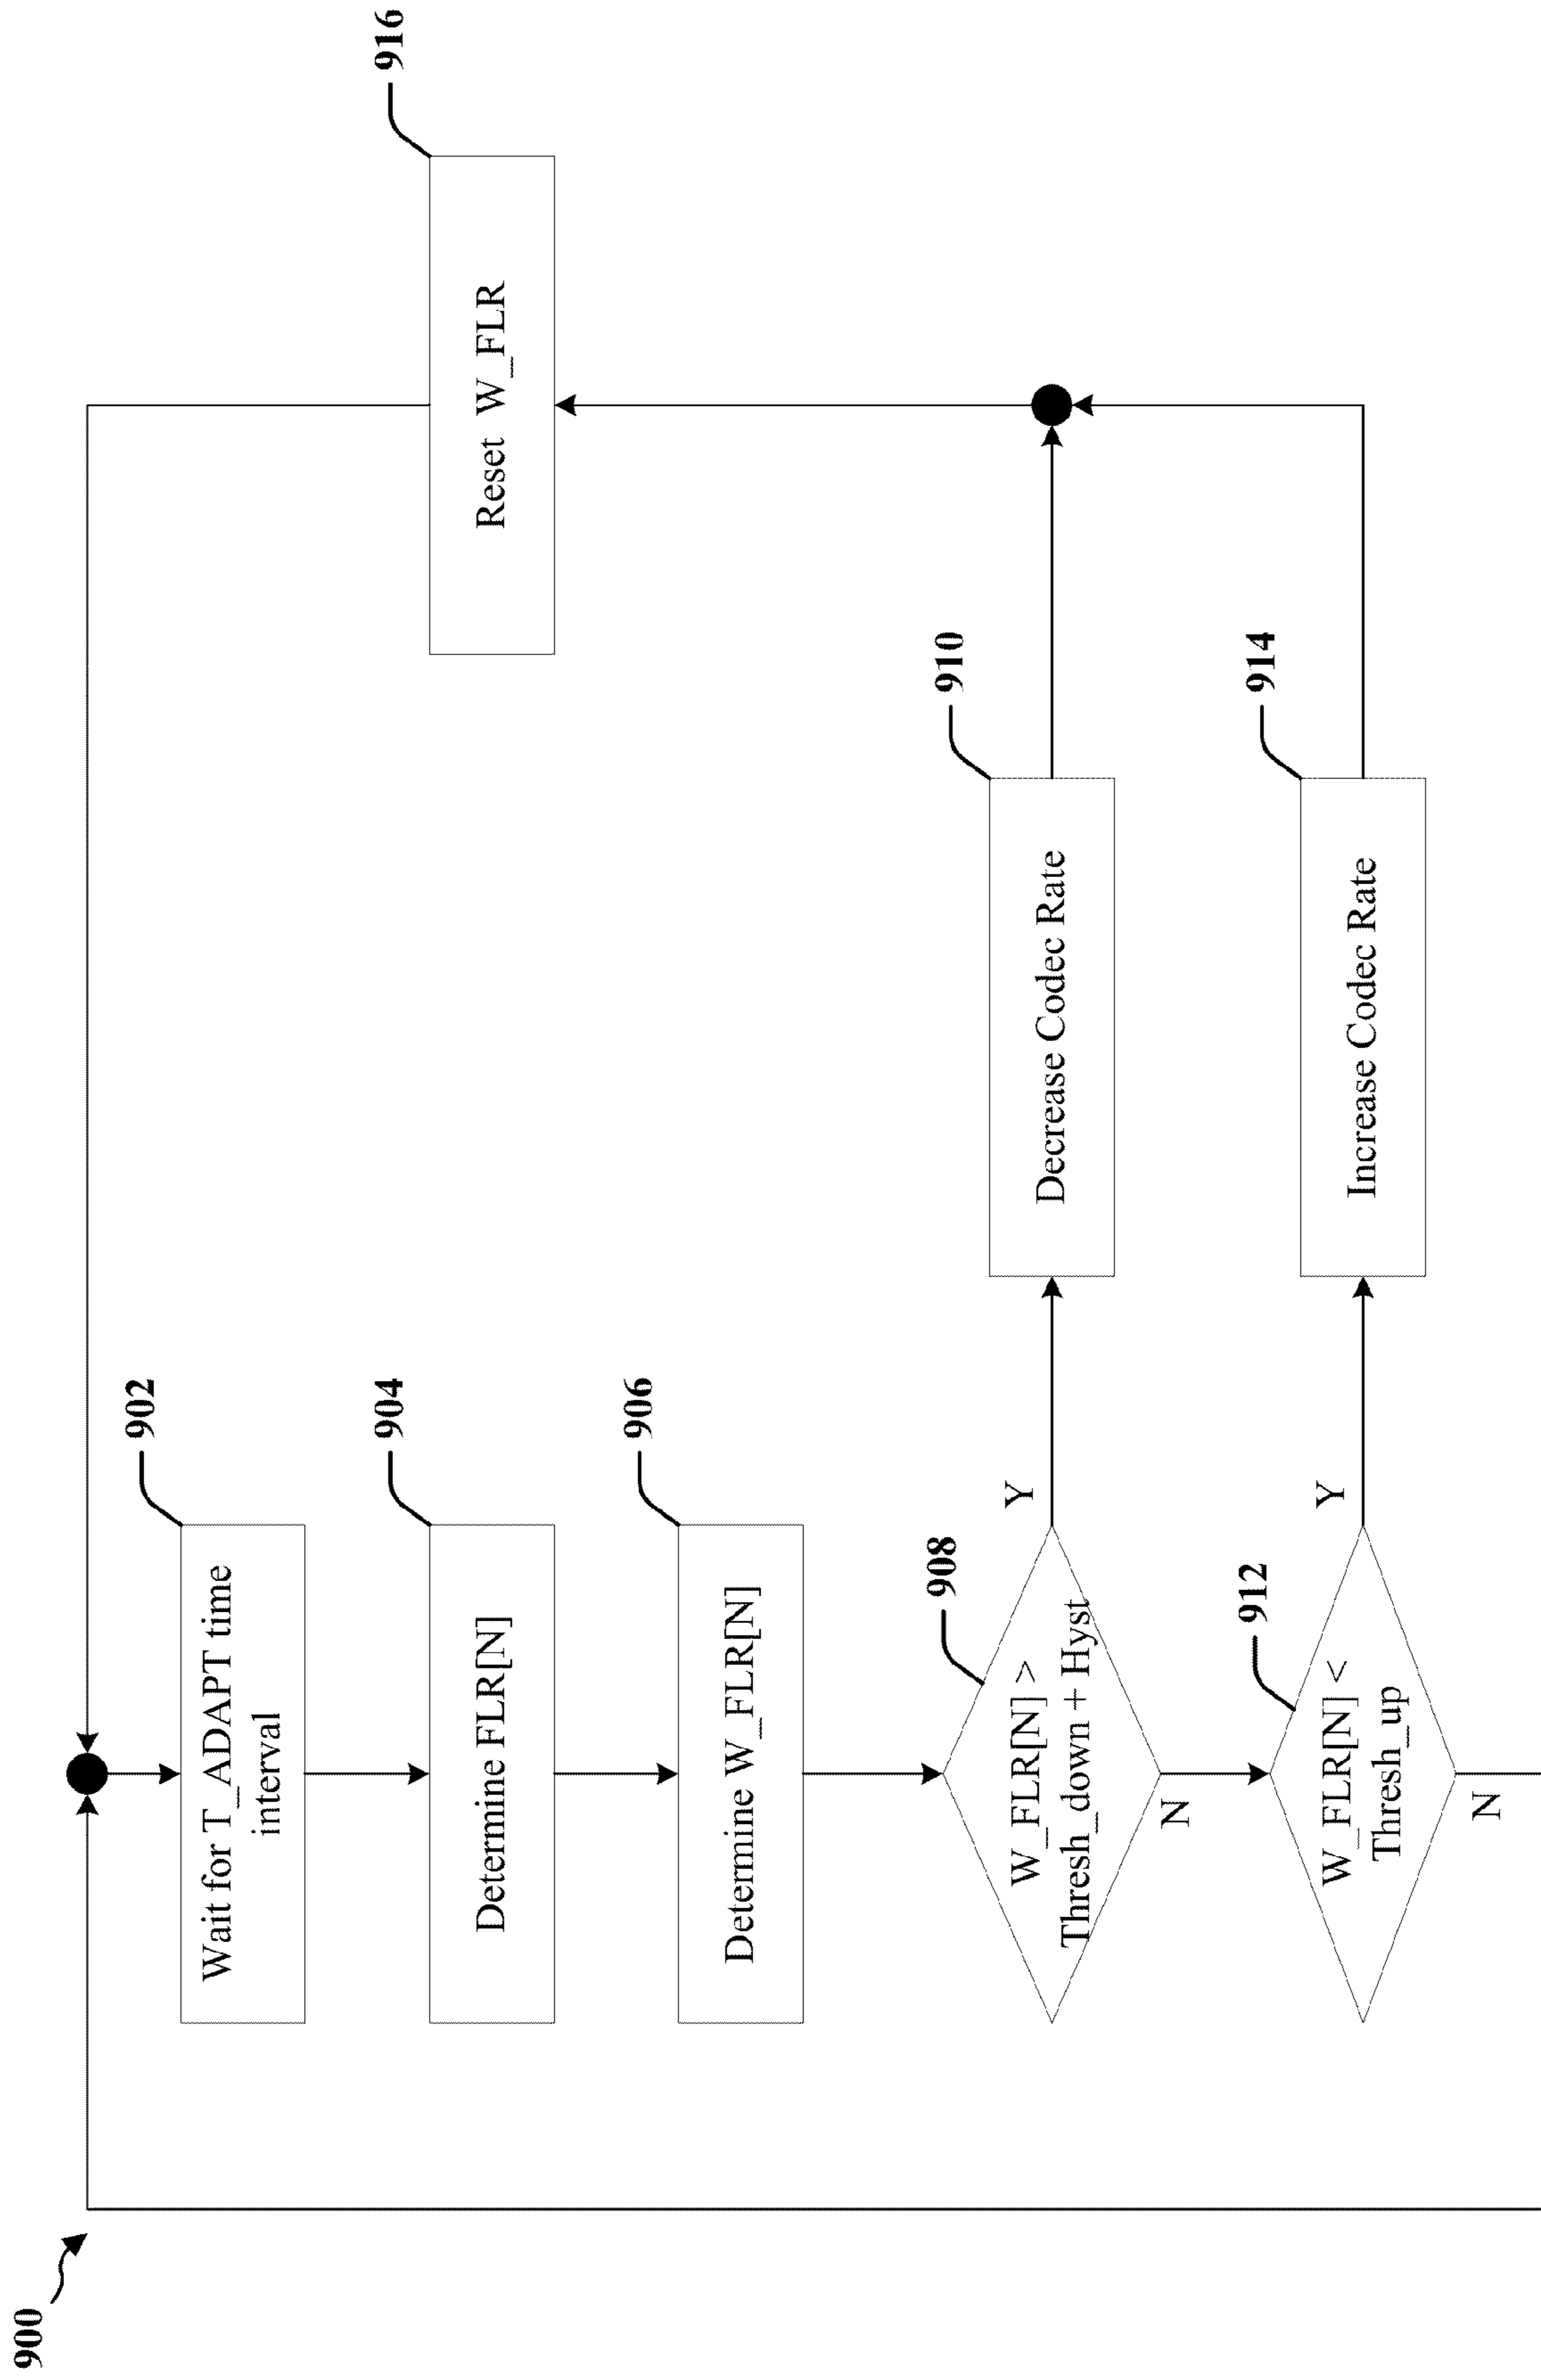 900
902
Wait for T_ADAPT time
interval
904
Determine FLR[N]
906
Determine W_FLR[N]
908
W_FLR[N] >
Thresh_down + Hyst
Y
N
910
Decrease Codec Rate
912
W_FLR[N] <
Thresh_up
Y
N
914
Increase Codec Rate
916
Reset W_FLR